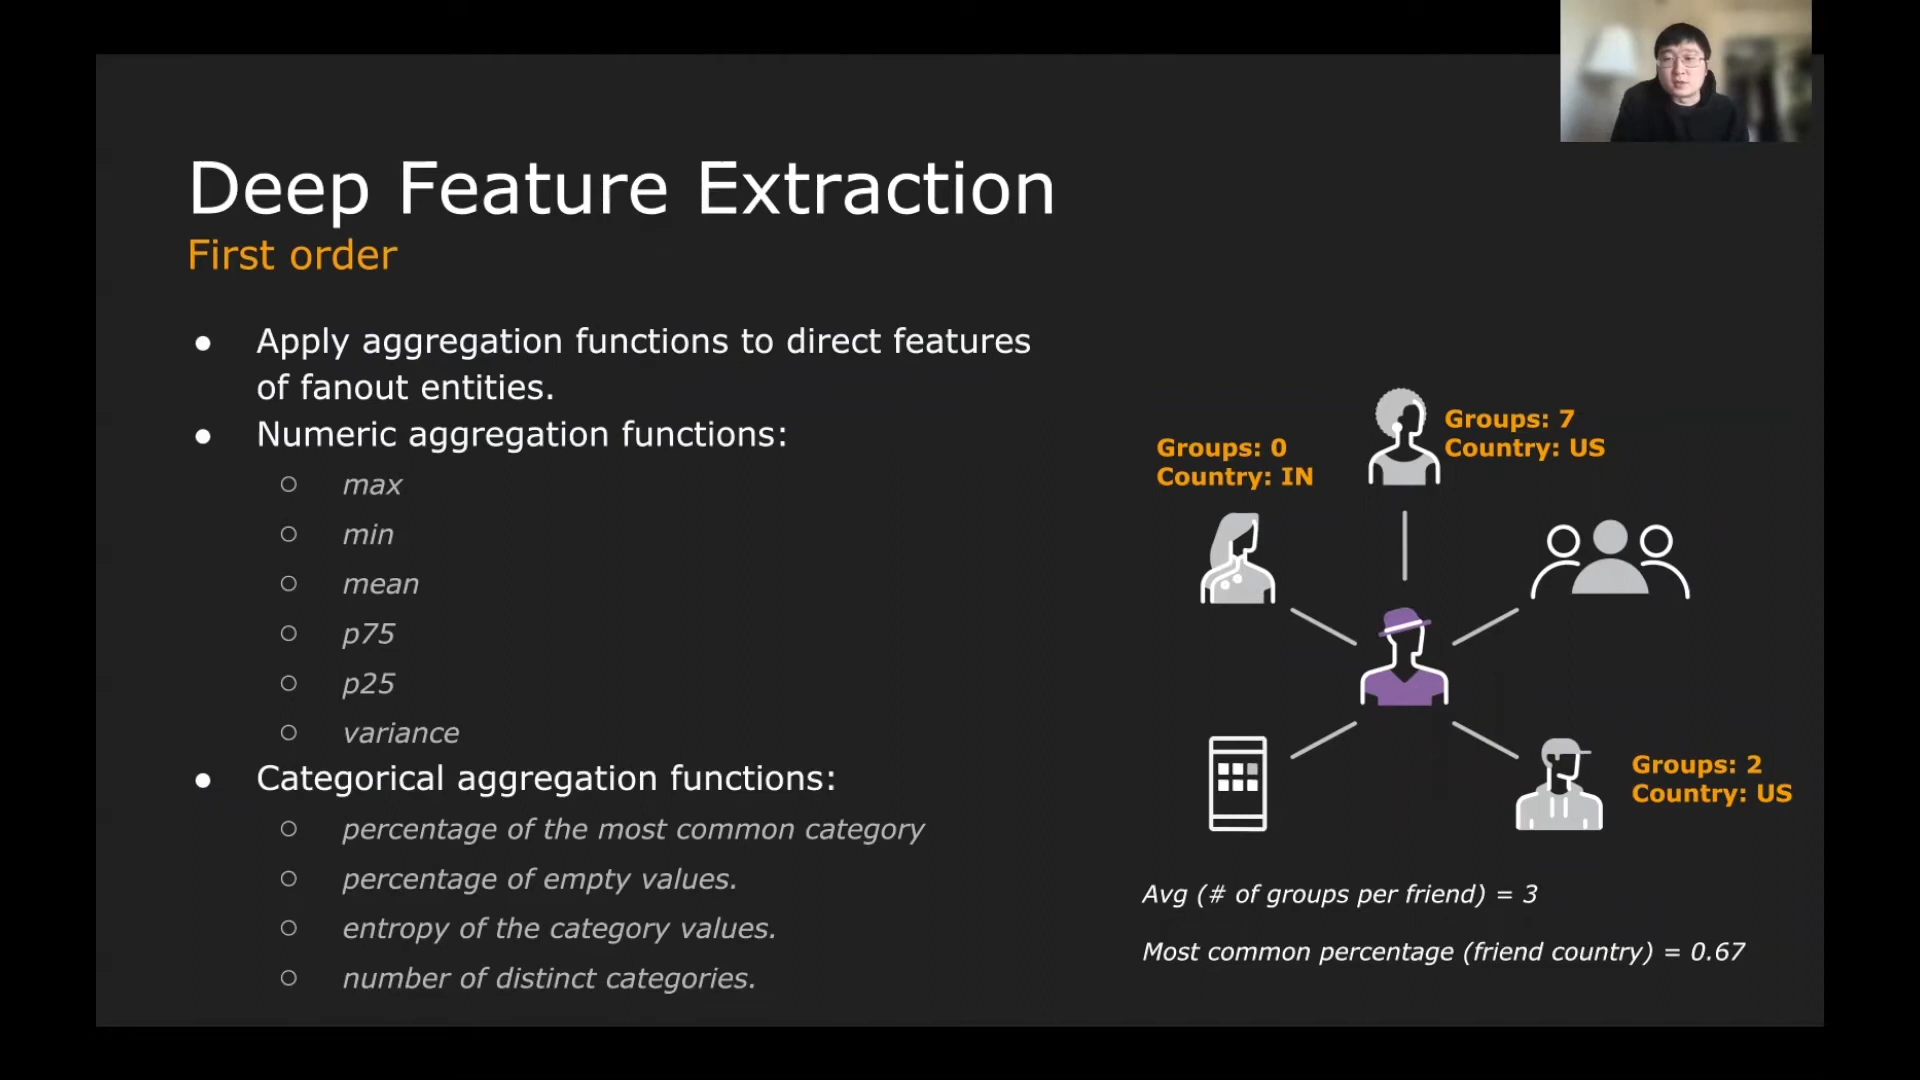 Deep Feature Extraction
First order
● Apply aggregation functions to direct features
of fanout entities.
● Numeric aggregation functions:
○ max
○ min
○ mean
○ p75
○ p25
○ variance
● Categorical aggregation functions:
○ percentage of the most common category
○ percentage of empty values.
○ entropy of the category values.
○ number of distinct categories.
Groups: 0
Country: IN
Groups: 7
Country: US
Groups: 2
Country: US
Avg (# of groups per friend) = 3
Most common percentage (friend country) = 0.67